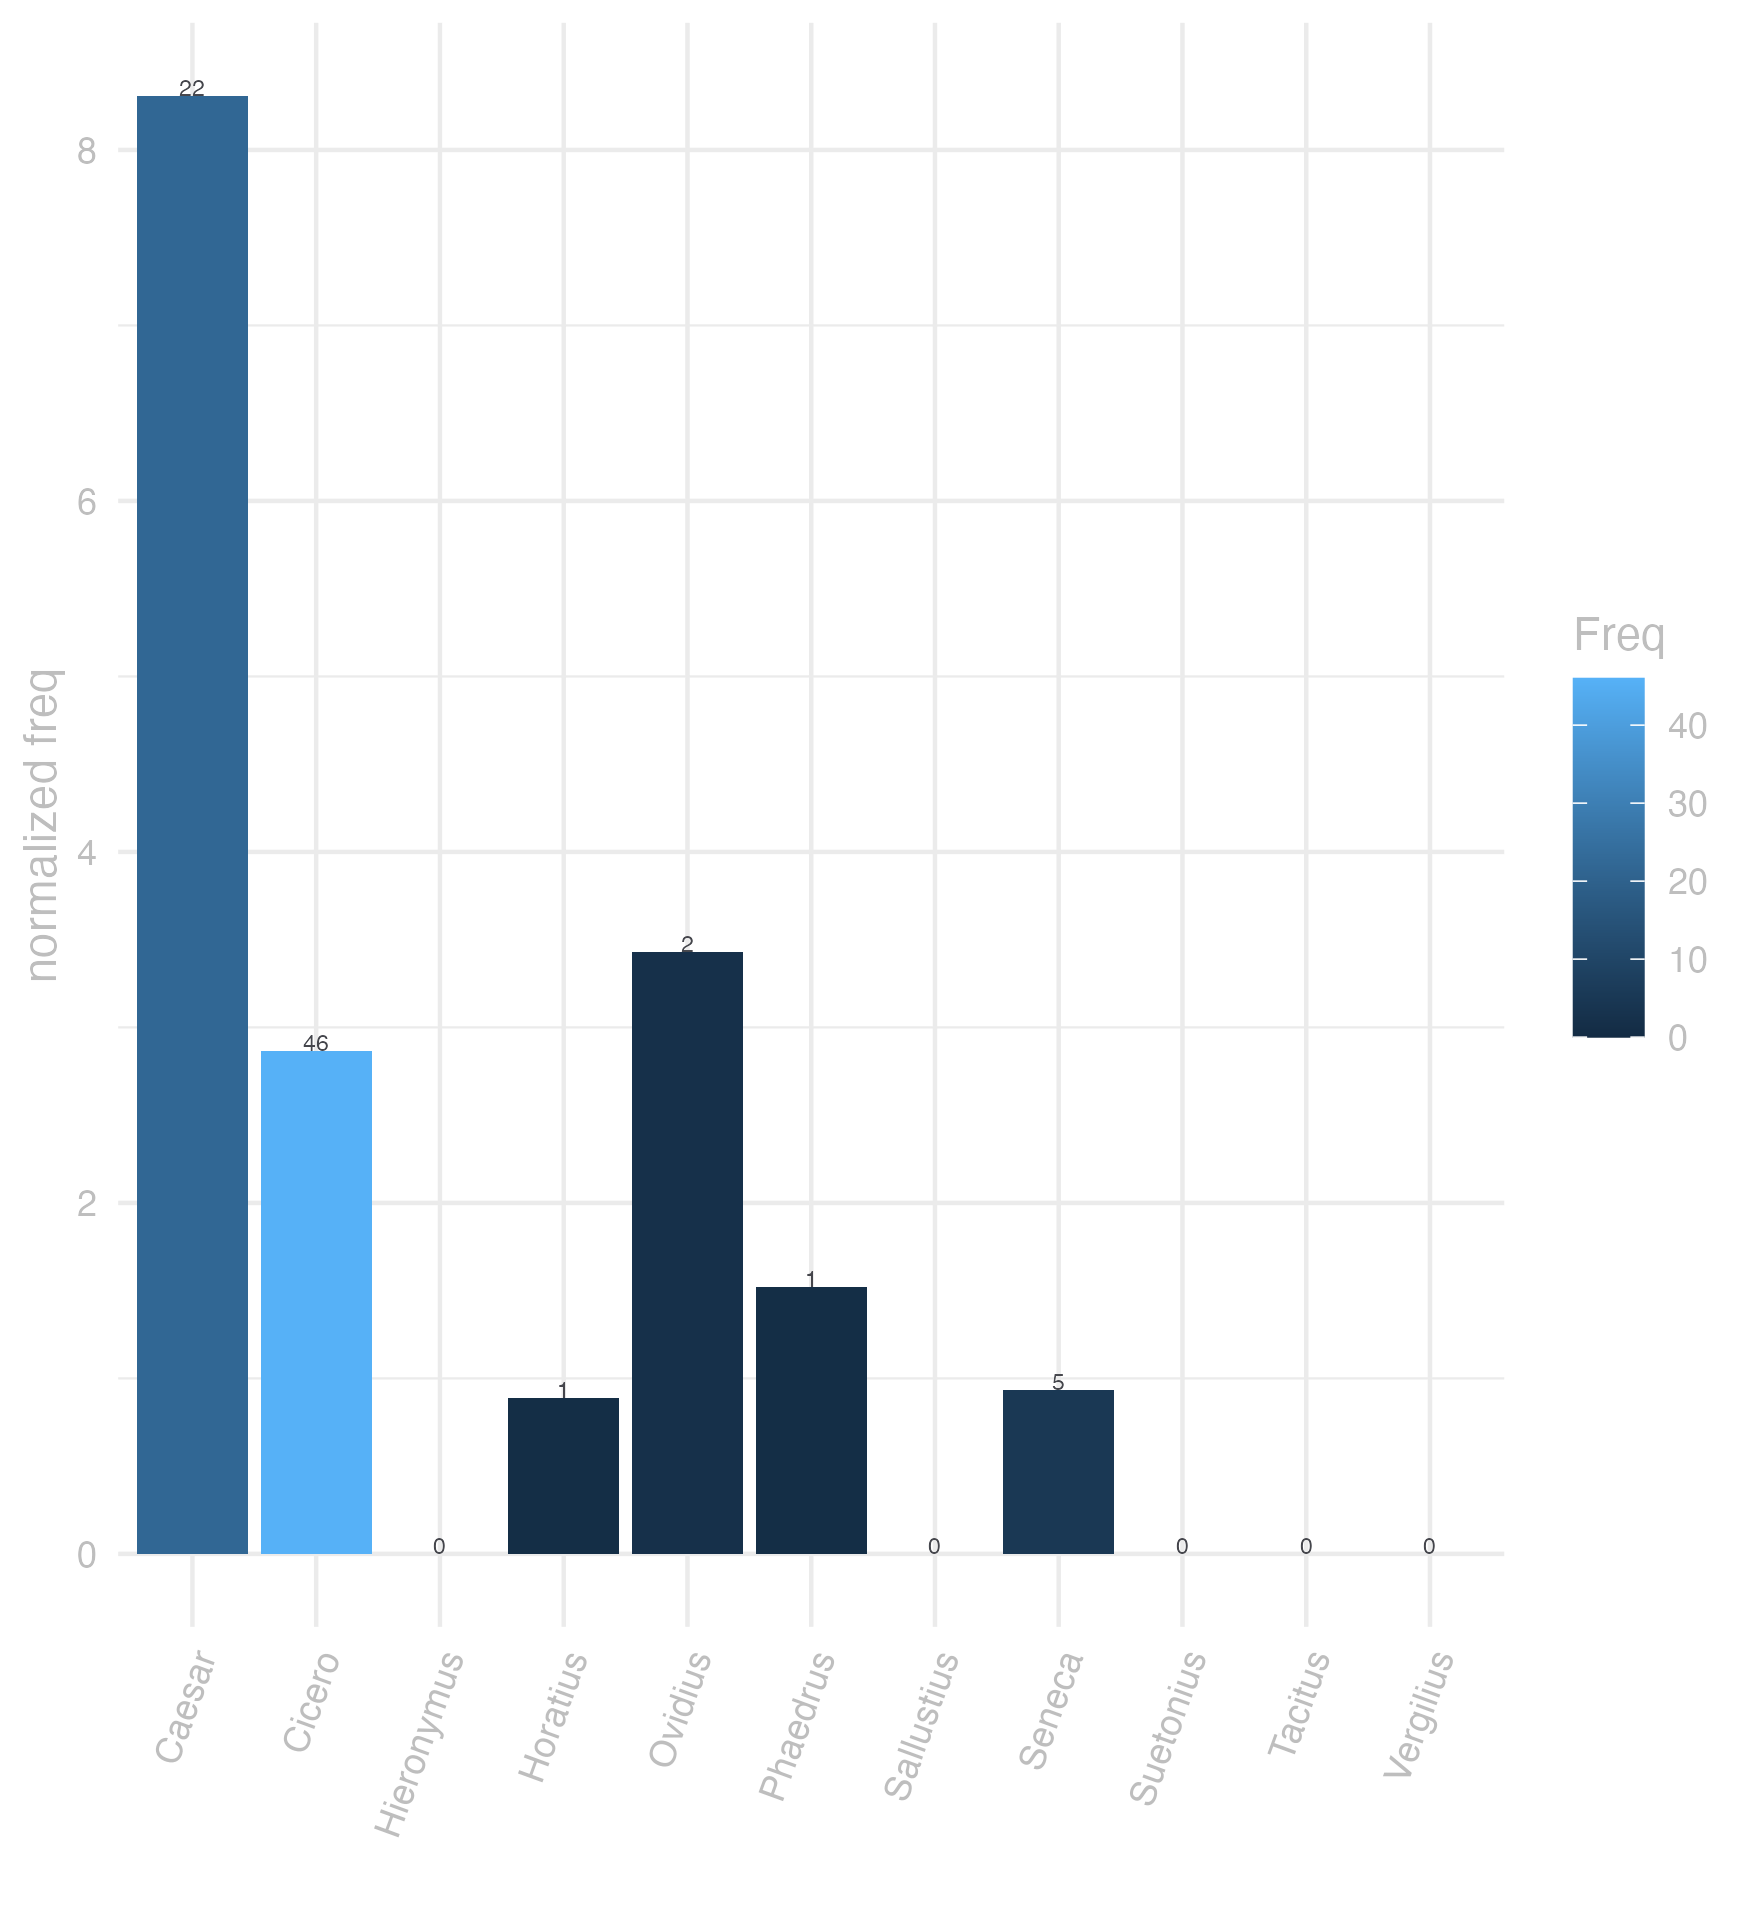 22
8
6
4
2
0
normalized freq
46
0
1
2
1
0
5
0
0
0
Caesar
Cicero
Hieronymus
Horatius
Ovidius
Phaedrus
Sallustius
Seneca
Suetonius
Tacitus
Vergilius
Freq
40
30
20
10
0